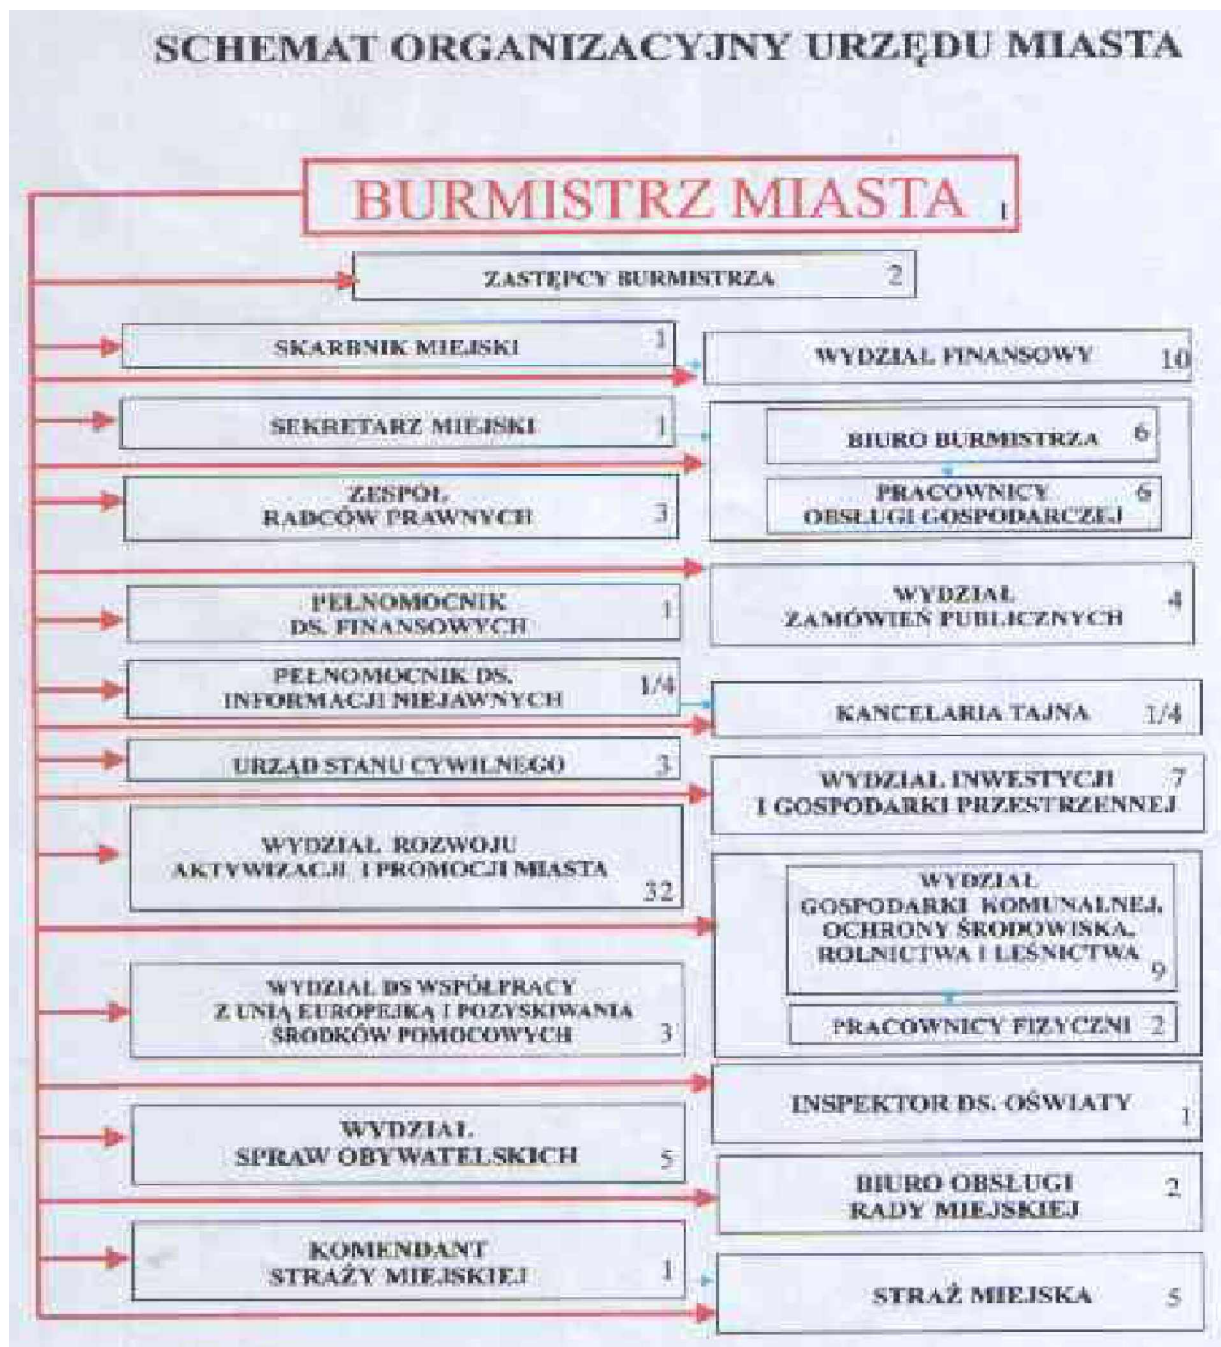 SCHEMAT ORGANIZACYJNY URZĘDU MIASTA
BURMISTRZ MIASTA 1
ZASTĘPCY BURMISTRZA 2
SKARBNIK MIEJSKI 1
WYDZIAŁ FINANSOWY 10
SEKRETARZ MIEJSKI 1
BIURO BURMISTRZA 6
ZESPÓŁ
RADCÓW PRAWNYCH 3
PRACOWNICY 6
OBSŁUGI GOSPODARCZEJ
PEŁNOMOCNIK 1
DS. FINANSOWYCH
WYDZIAŁ 4
ZAMÓWIEŃ PUBLICZNYCH
PEŁNOMOCNIK DS. 1/4
INFORMACJI NIEJAWNYCH
KANCELARIA TAJNA 1/4
URZĄD STANU CYWILNEGO 3
WYDZIAŁ INWESTYCJI 7
I GOSPODARKI PRZESTRZENNEJ
WYDZIAŁ ROZWOJU
AKTYWIZACJI I PROMOCJI MIASTA
32
WYDZIAŁ
GOSPODARKI KOMUNALNEJ,
OCHRONY ŚRODOWISKA,
ROLNICTWA I LEŚNICTWA
9
PRACOWNICY FIZYCZNI 2
WYDZIAŁ DS WSPÓŁPRACY
Z UNIĄ EUROPEJKĄ I POZYSKIWANIA
ŚRODKÓW POMOCOWYCH 3
INSPEKTOR DS. OŚWIATY 1
WYDZIAŁ
SPRAW OBYWATELSKICH 5
BIURO OBSŁUGI 2
RADY MIEJSKIEJ
KOMENDANT
STRAŻY MIEJSKIEJ 1
STRAŻ MIEJSKA 5